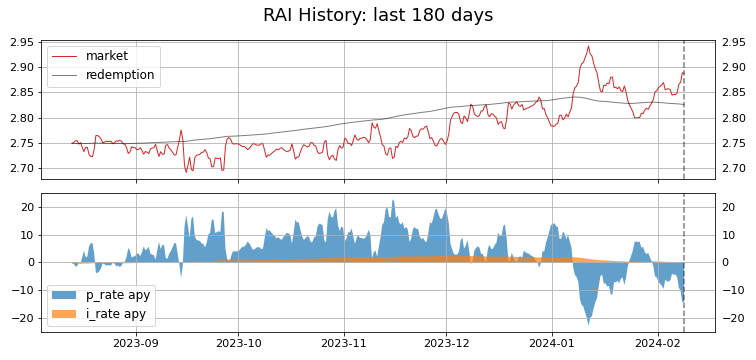 RAI History: last 180 days
2.95 2.95
market
redemption
2.90 2.90
2.85 2.85
2.80 2.80
2.75 2.75
2.70 2.70
20 20
10 10
0 0
p_rate apy
−10 −10
i_rate apy
−20 −20
2023-09 2023-10 2023-11 2023-12 2024-01 2024-02